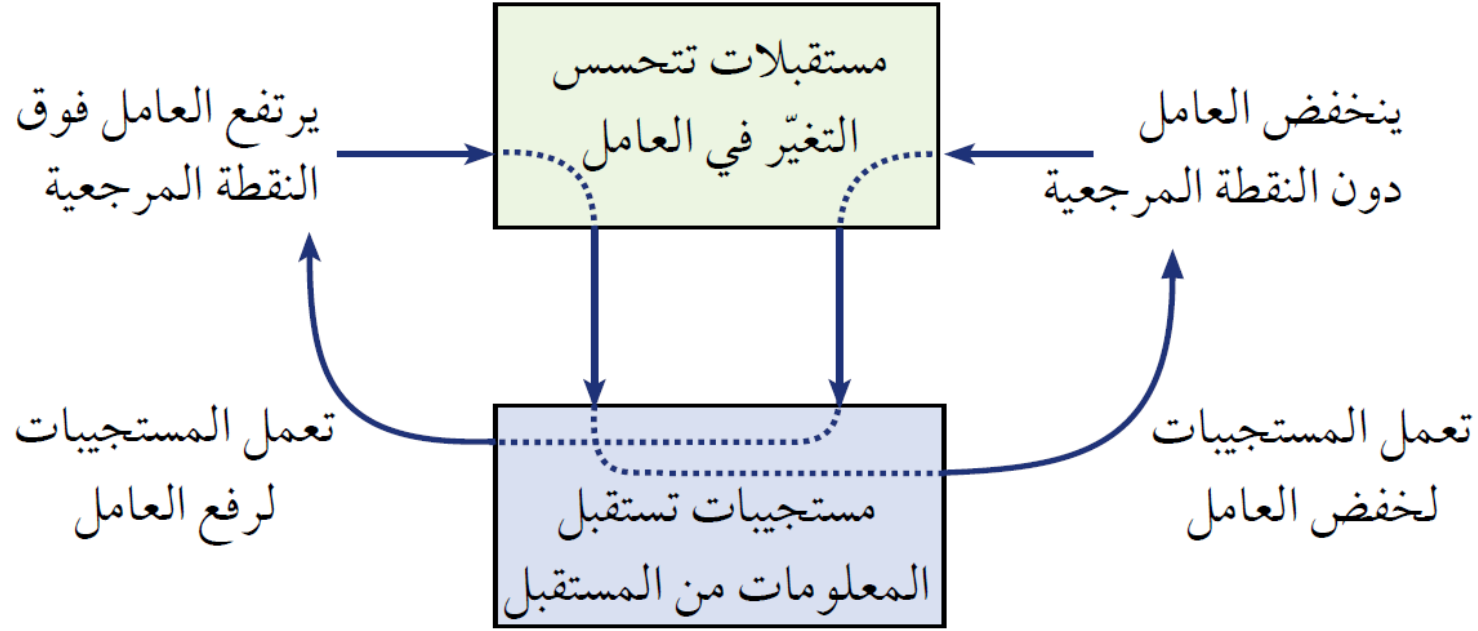 مستقبلات تتحسس
التغيّر في العامل
ينخفض العامل
دون النقطة المرجعية
يرتفع العامل فوق
النقطة المرجعية
تعمل المستجيبات
لخفض العامل
تعمل المستجيبات
لرفع العامل
مستجيبات تستقبل
المعلومات من المستقبل